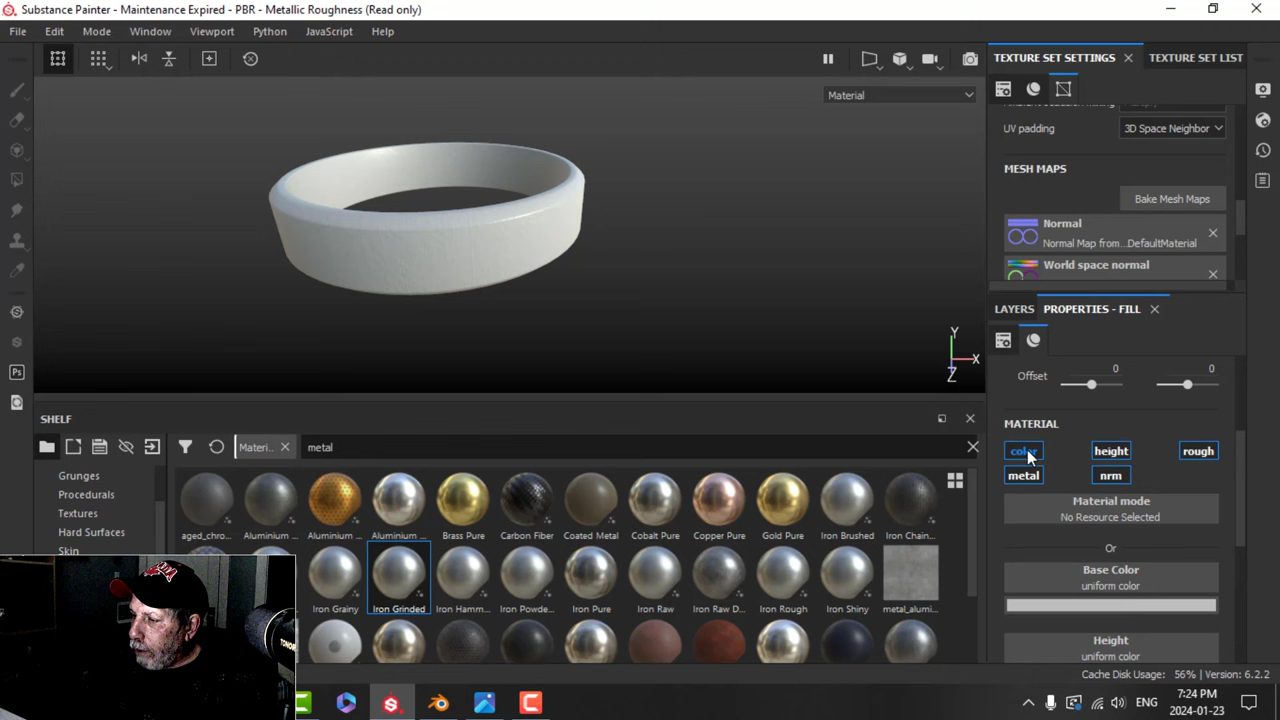 Substance Painter - Maintenance Expired - PBR - Metallic Roughness (Read only)
File Edit Mode Window Viewport Python JavaScript Help
Material
TEXTURE SET SETTINGS TEXTURE SET LIST
UV padding 3D Space Neighbor
MESH MAPS
Bake Mesh Maps
Normal
Normal Map from...DefaultMaterial
World space normal
LAYERS PROPERTIES - FILL
Offset 0 0
MATERIAL
color height rough
metal nrm
Material mode
No Resource Selected
Or
Base Color
uniform color
Height
uniform color
Y
X
Z
SHELF
Materi.. metal
Grunges
Procedurals
Textures
Hard Surfaces
Skin
aged_chro... Aluminium ... Aluminium ... Aluminium ... Brass Pure Carbon Fiber Coated Metal Cobalt Pure Copper Pure Gold Pure Iron Brushed Iron Chain...
Iron Grainy Iron Grinded Iron Hamm... Iron Powde... Iron Pure Iron Raw Iron Raw D... Iron Rough Iron Shiny metal_alumi...
Cache Disk Usage: 56% | Version: 6.2.2
Ps
ENG
7:24 PM
2024-01-23